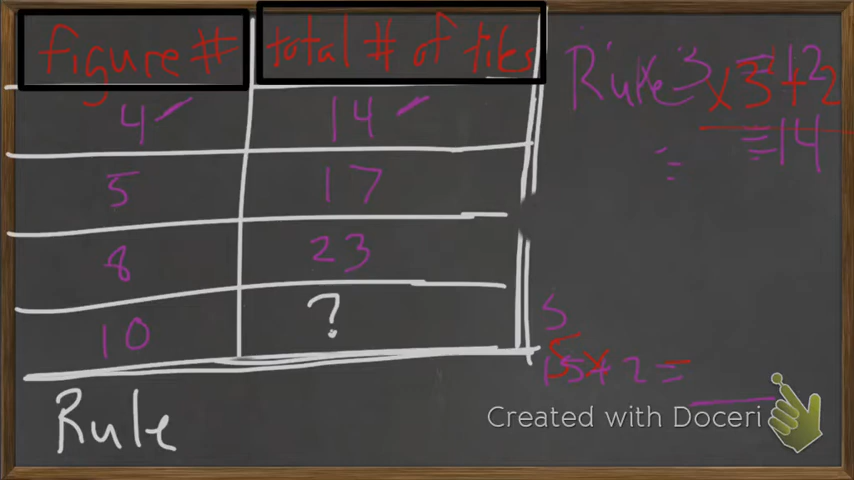 figure # total # of tiles
4 14
5 17
8 23
10 ?
Rule
Rule
x3+2
=12
=14
=
5
+2=
Created with Doceri